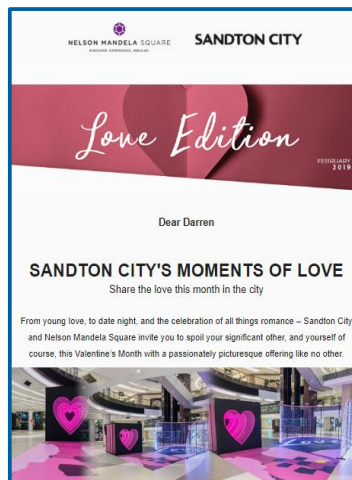 NELSON MANDELA SQUARE
DISCOVER. EXPERIENCE. INDULGE.
SANDTON CITY
Love Edition
FEBRUARY
2019
Dear Darren
SANDTON CITY'S MOMENTS OF LOVE
Share the love this month in the city
From young love, to date night, and the celebration of all things romance – Sandton City
and Nelson Mandela Square invite you to spoil your significant other, and yourself of
course, this Valentine's Month with a passionately picturesque offering like no other.